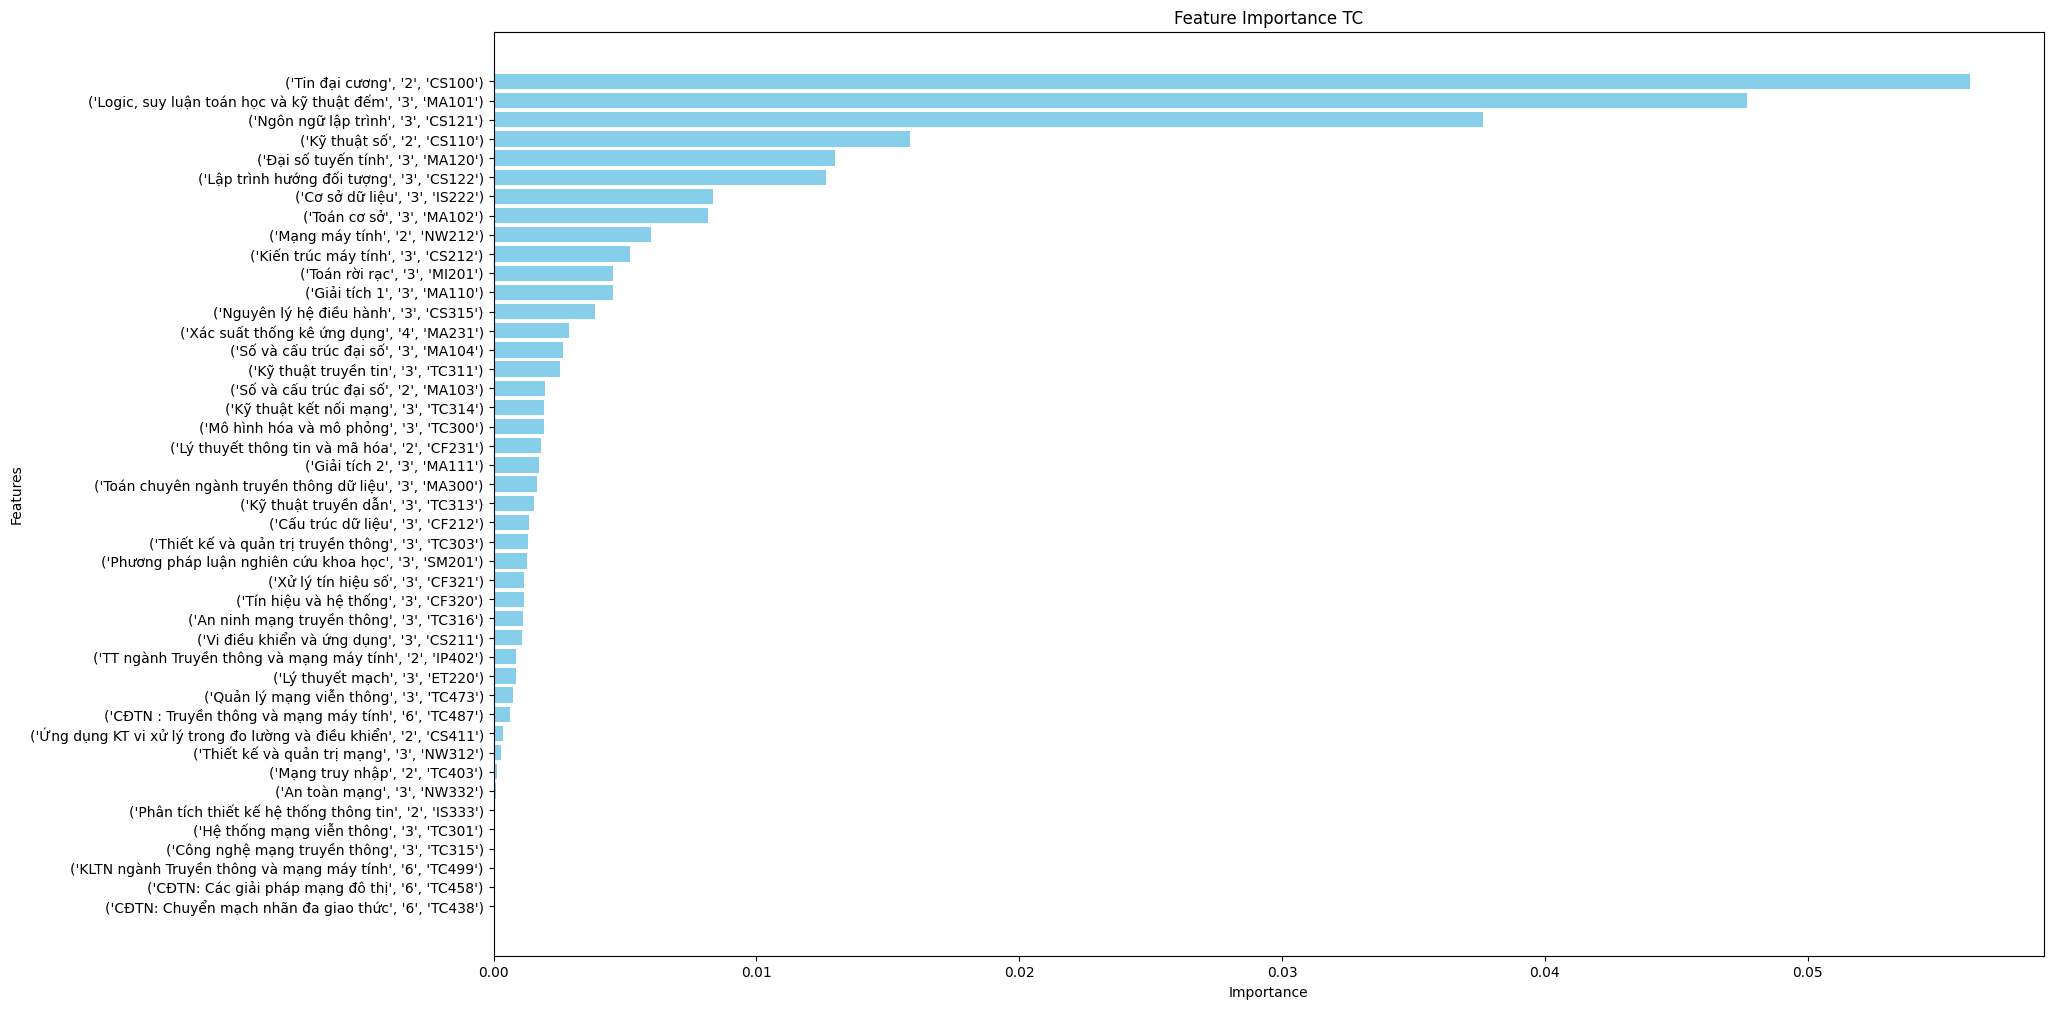 Feature Importance TC
('Tin đại cương', '2', 'CS100')
('Logic, suy luận toán học và kỹ thuật đếm', '3', 'MA101')
('Ngôn ngữ lập trình', '3', 'CS121')
('Kỹ thuật số', '2', 'CS110')
('Đại số tuyến tính', '3', 'MA120')
('Lập trình hướng đối tượng', '3', 'CS122')
('Cơ sở dữ liệu', '3', 'IS222')
('Toán cơ sở', '3', 'MA102')
('Mạng máy tính', '2', 'NW212')
('Kiến trúc máy tính', '3', 'CS212')
('Toán rời rạc', '3', 'MI201')
('Giải tích 1', '3', 'MA110')
('Nguyên lý hệ điều hành', '3', 'CS315')
('Xác suất thống kê ứng dụng', '4', 'MA231')
('Số và cấu trúc đại số', '3', 'MA104')
('Kỹ thuật truyền tin', '3', 'TC311')
('Số và cấu trúc đại số', '2', 'MA103')
('Kỹ thuật kết nối mạng', '3', 'TC314')
('Mô hình hóa và mô phỏng', '3', 'TC300')
('Lý thuyết thông tin và mã hóa', '2', 'CF231')
('Giải tích 2', '3', 'MA111')
('Toán chuyên ngành truyền thông dữ liệu', '3', 'MA300')
('Kỹ thuật truyền dẫn', '3', 'TC313')
('Cấu trúc dữ liệu', '3', 'CF212')
('Thiết kế và quản trị truyền thông', '3', 'TC303')
('Phương pháp luận nghiên cứu khoa học', '3', 'SM201')
('Xử lý tín hiệu số', '3', 'CF321')
('Tín hiệu và hệ thống', '3', 'CF320')
('An ninh mạng truyền thông', '3', 'TC316')
('Vi điều khiển và ứng dụng', '3', 'CS211')
('TT ngành Truyền thông và mạng máy tính', '2', 'IP402')
('Lý thuyết mạch', '3', 'ET220')
('Quản lý mạng viễn thông', '3', 'TC473')
('CĐTN : Truyền thông và mạng máy tính', '6', 'TC487')
('Ứng dụng KT vi xử lý trong đo lường và điều khiển', '2', 'CS411')
('Thiết kế và quản trị mạng', '3', 'NW312')
('Mạng truy nhập', '2', 'TC403')
('An toàn mạng', '3', 'NW332')
('Phân tích thiết kế hệ thống thông tin', '2', 'IS333')
('Hệ thống mạng viễn thông', '3', 'TC301')
('Công nghệ mạng truyền thông', '3', 'TC315')
('KLTN ngành Truyền thông và mạng máy tính', '6', 'TC499')
('CĐTN: Các giải pháp mạng đô thị', '6', 'TC458')
('CĐTN: Chuyển mạch nhãn đa giao thức', '6', 'TC438')
Features
0.00 0.01 0.02 0.03 0.04 0.05
Importance